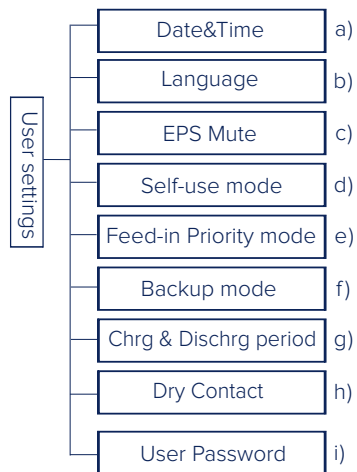 User settings
Date&Time a)
Language b)
EPS Mute c)
Self-use mode d)
Feed-in Priority mode e)
Backup mode f)
Chrg & Dischrg period g)
Dry Contact h)
User Password i)